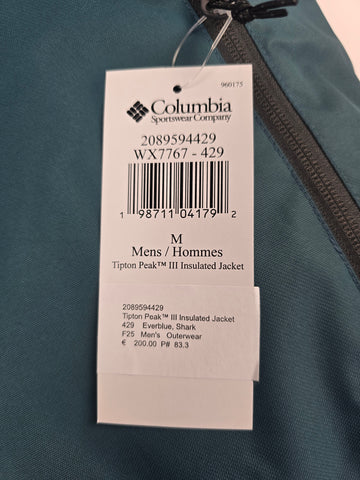 960175
Columbia
Sportswear Company
2089594429
WX7767 - 429
1 98711 04179 2
M
Mens / Hommes
Tipton Peak™ III Insulated Jacket
2089594429
Tipton Peak™ III Insulated Jacket
429 Everblue, Shark
F25 Men's Outerwear
€ 200.00 P# 83.3